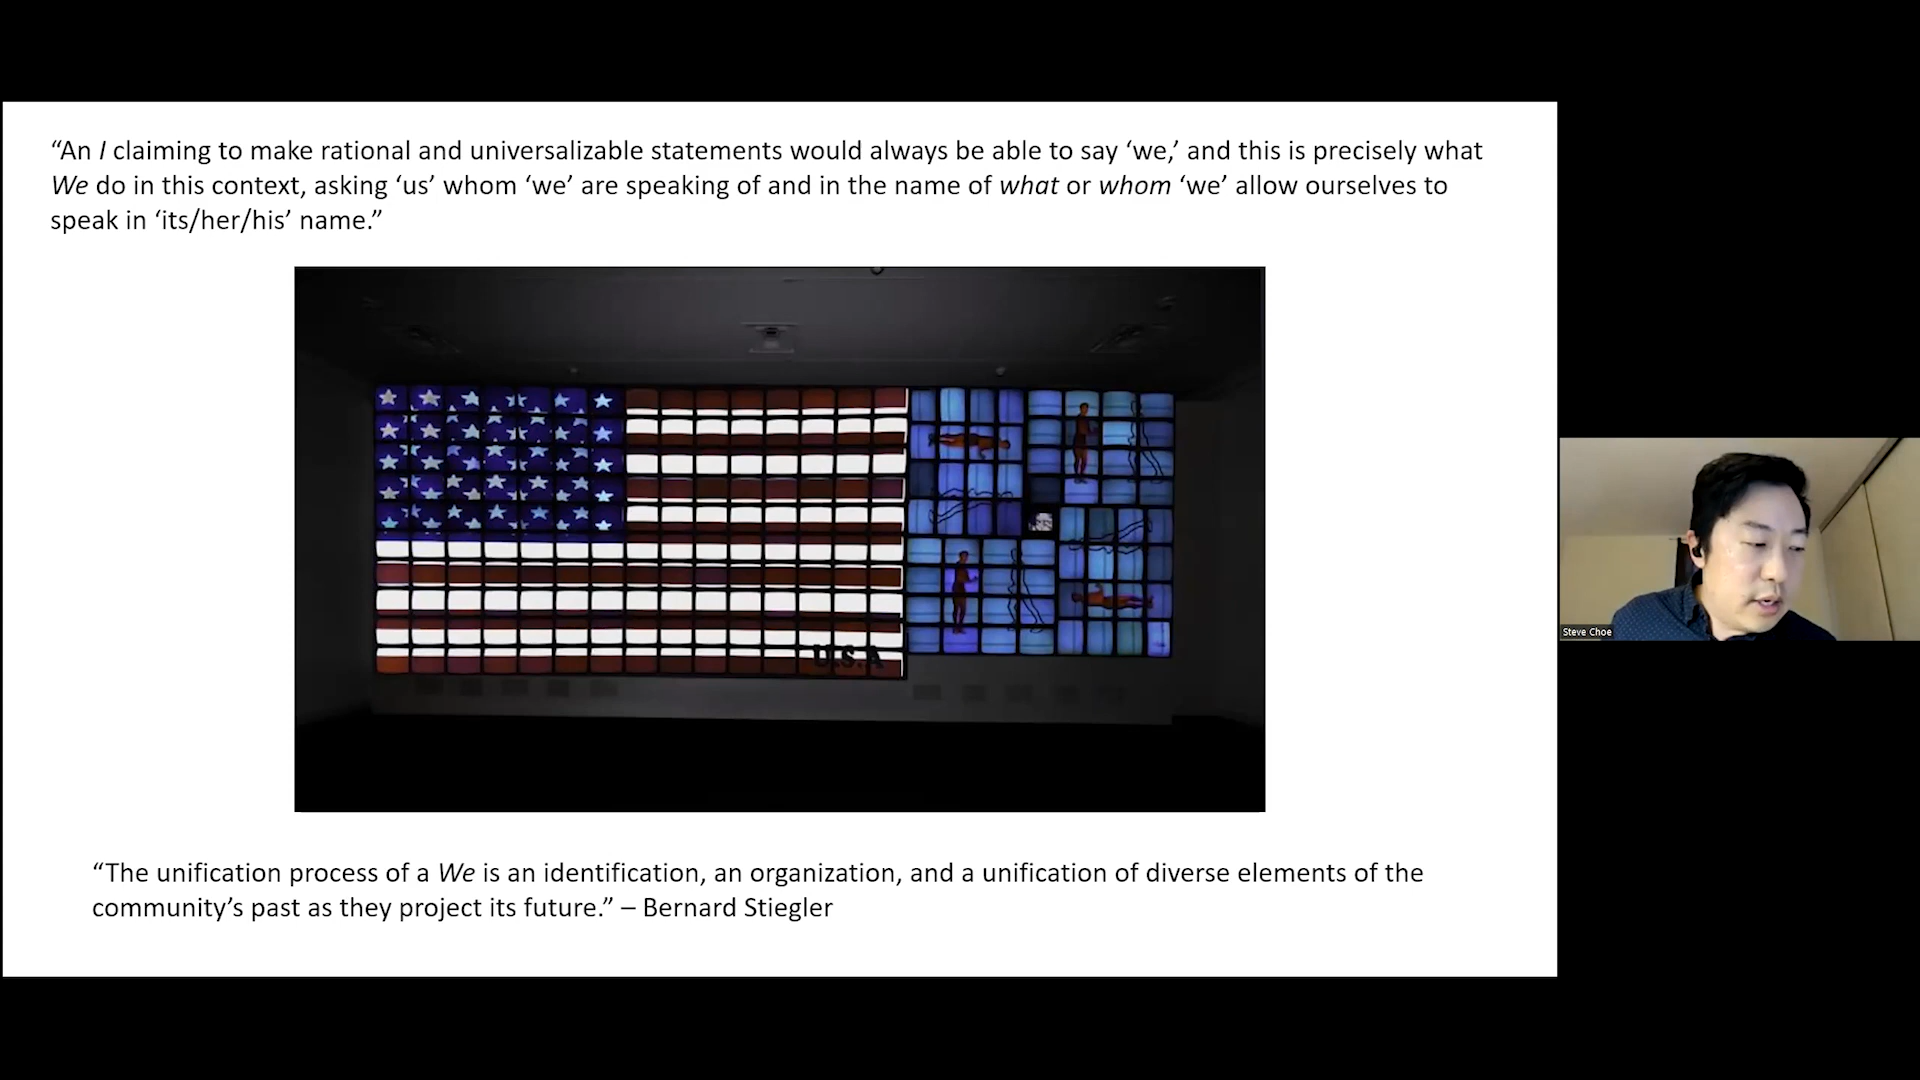 “An I claiming to make rational and universalizable statements would always be able to say ‘we,’ and this is precisely what
We do in this context, asking ‘us’ whom ‘we’ are speaking of and in the name of what or whom ‘we’ allow ourselves to
speak in ‘its/her/his’ name.”
U.S.A
“The unification process of a We is an identification, an organization, and a unification of diverse elements of the
community’s past as they project its future.” – Bernard Stiegler
Steve Choe